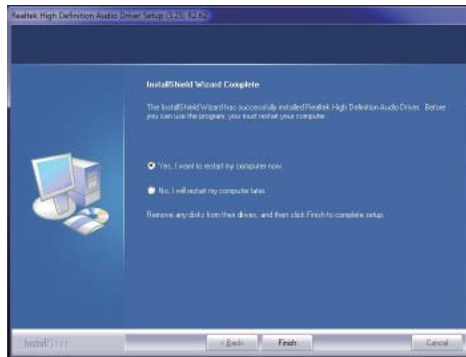 Realtek High Definition Audio Driver Setup (3.23)
InstallShield Wizard Complete
The InstallShield Wizard has successfully installed Realtek High Definition Audio Driver. Before
you can use the program, you must restart your computer.
Yes, I want to restart my computer now.
No, I will restart my computer later.
Remove any disks from their drives, and then click Finish to complete setup.
< Back
Finish
Cancel